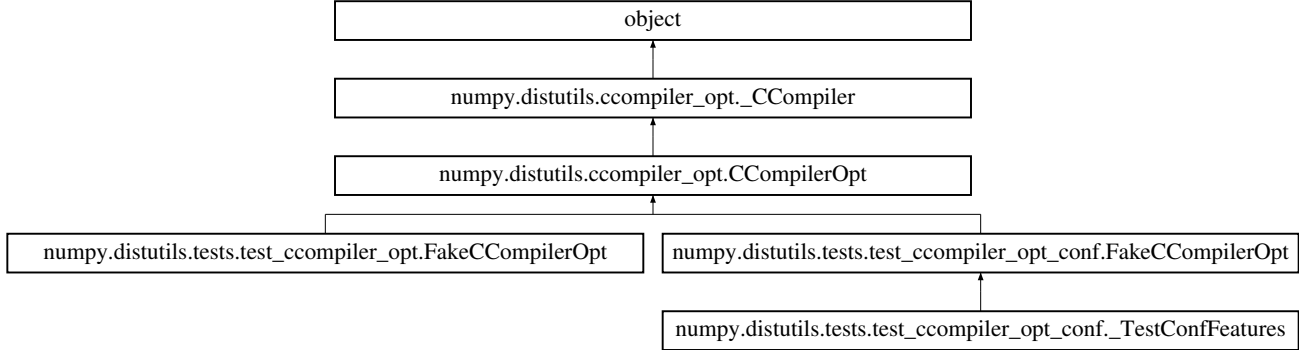 object
numpy.distutils.ccompiler_opt._CCompiler
numpy.distutils.ccompiler_opt.CCompilerOpt
numpy.distutils.tests.test_ccompiler_opt.FakeCCompilerOpt
numpy.distutils.tests.test_ccompiler_opt_conf.FakeCCompilerOpt
numpy.distutils.tests.test_ccompiler_opt_conf._TestConfFeatures